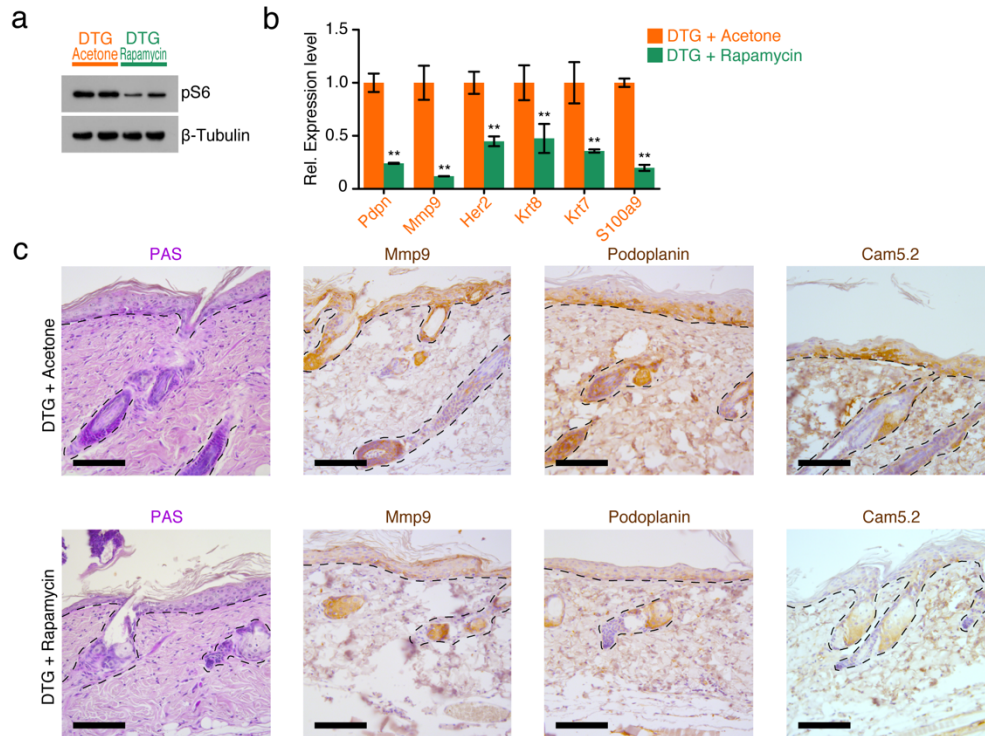 a
DTG DTG
Acetone Rapamycin
pS6
β-Tubulin
b
DTG + Acetone
DTG + Rapamycin
Rel. Expression level
1.5
1.0
0.5
0
** ** ** ** ** **
Pdpn Mmp9 Her2 Krt8 Krt7 S100a9
c
PAS Mmp9 Podoplanin Cam5.2
DTG + Acetone
PAS Mmp9 Podoplanin Cam5.2
DTG + Rapamycin